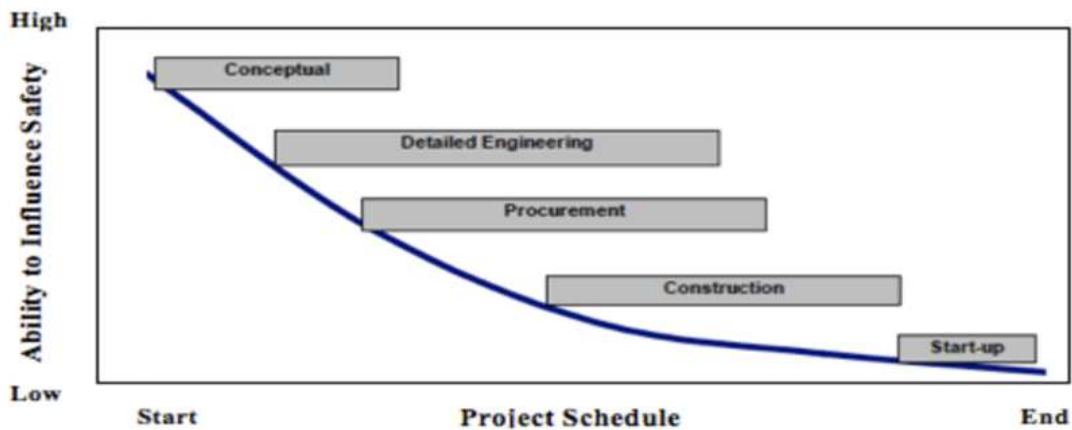 High
Ability to Influence Safety
Conceptual
Detailed Engineering
Procurement
Construction
Start-up
Low
Start
Project Schedule
End